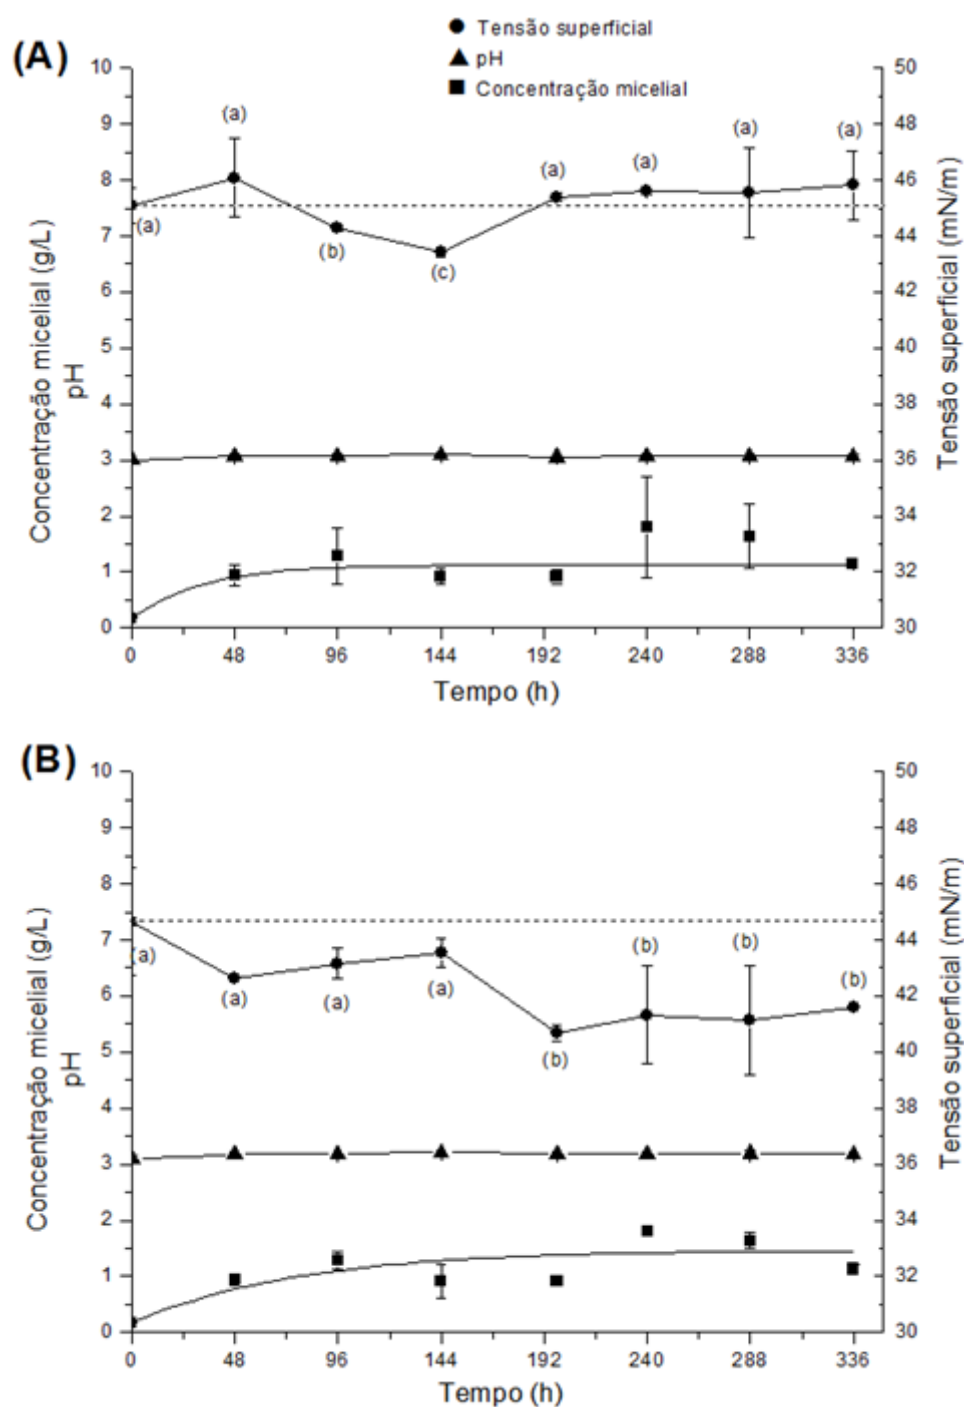 ● Tensão superficial
▲ pH
■ Concentração micelial
(A)
10
9
8
7
6
5
4
3
2
1
0
Concentração micelial (g/L)
pH
50
48
46
44
42
40
38
36
34
32
30
Tensão superficial (mN/m)
(a)
(a)
(b)
(c)
(a)
(a)
(a)
(a)
0 48 96 144 192 240 288 336
Tempo (h)
(B)
10
9
8
7
6
5
4
3
2
1
0
Concentração micelial (g/L)
pH
50
48
46
44
42
40
38
36
34
32
30
Tensão superficial (mN/m)
(a)
(a)
(a)
(a)
(b)
(b)
(b)
(b)
0 48 96 144 192 240 288 336
Tempo (h)